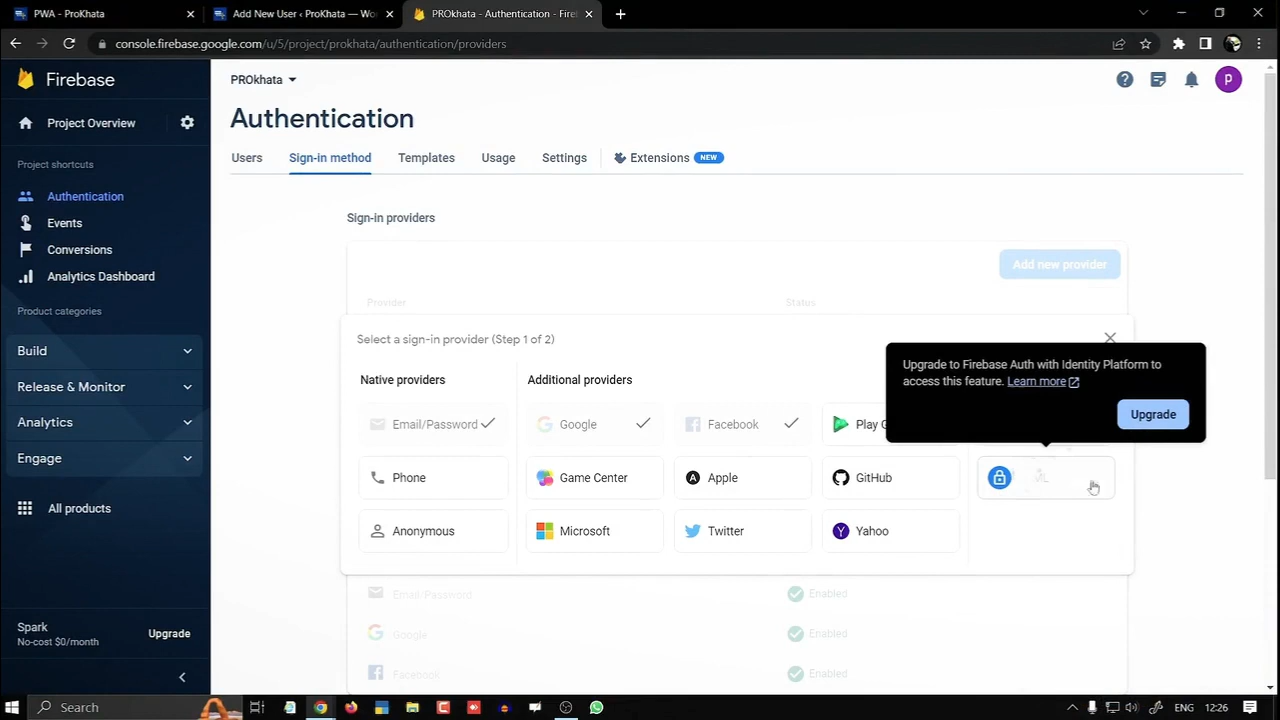 PWA - ProKhata
Add New User ‹ ProKhata — Wo
PROkhata - Authentication - Fire
console.firebase.google.com/u/5/project/prokhata/authentication/providers
Firebase
PROkhata
P
Project Overview
Authentication
Project shortcuts
Users
Sign-in method
Templates
Usage
Settings
Extensions
NEW
Authentication
Events
Conversions
Analytics Dashboard
Product categories
Build
Release & Monitor
Analytics
Engage
All products
Spark
No-cost $0/month
Upgrade
Sign-in providers
Add new provider
Provider
Status
Select a sign-in provider (Step 1 of 2)
Native providers
Additional providers
Email/Password
Google
Facebook
Play G
Phone
Game Center
Apple
GitHub
Anonymous
Microsoft
Twitter
Yahoo
Upgrade to Firebase Auth with Identity Platform to
access this feature. Learn more
Upgrade
Email/Password
Enabled
Google
Enabled
Facebook
Enabled
Search
ENG
12:26